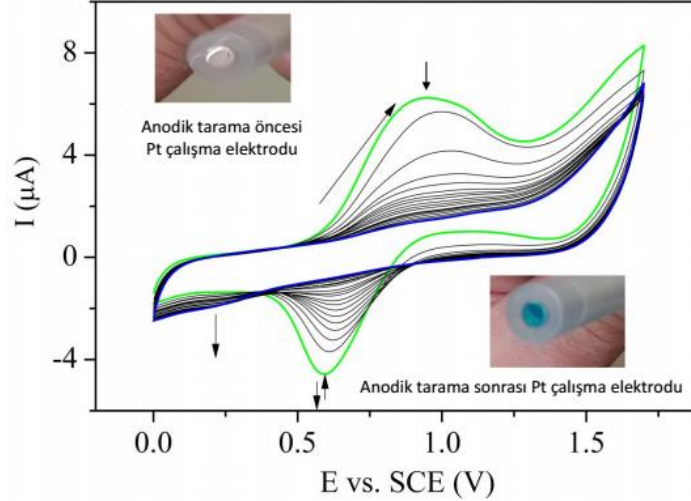 8
4
0
-4
I (μA)
Anodik tarama öncesi
Pt çalışma elektrodu
Anodik tarama sonrası Pt çalışma elektrodu
0.0 0.5 1.0 1.5
E vs. SCE (V)